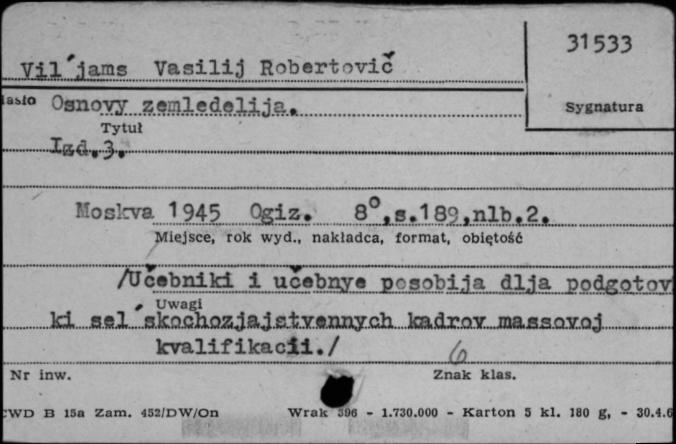 31533
Vil´jams Vasilij Robertovič
Hasło Osnovy zemledelija.
Sygnatura
Tytuł
Izd.3.
Moskva 1945 Ogiz. 8°,s.189,nlb.2.
Miejsce, rok wyd., nakładca, format, obiętość
/Učebniki i učebnye posobija dlja podgotov
Uwagi
ki sel´skochozjajstvennych kadrov massovoj
kvalifikacii./
6
Nr inw.
Znak klas.
CWD B 15a Zam. 452/DW/On Wrak 596 - 1.730.000 - Karton 5 kl. 180 g, - 30.4.6